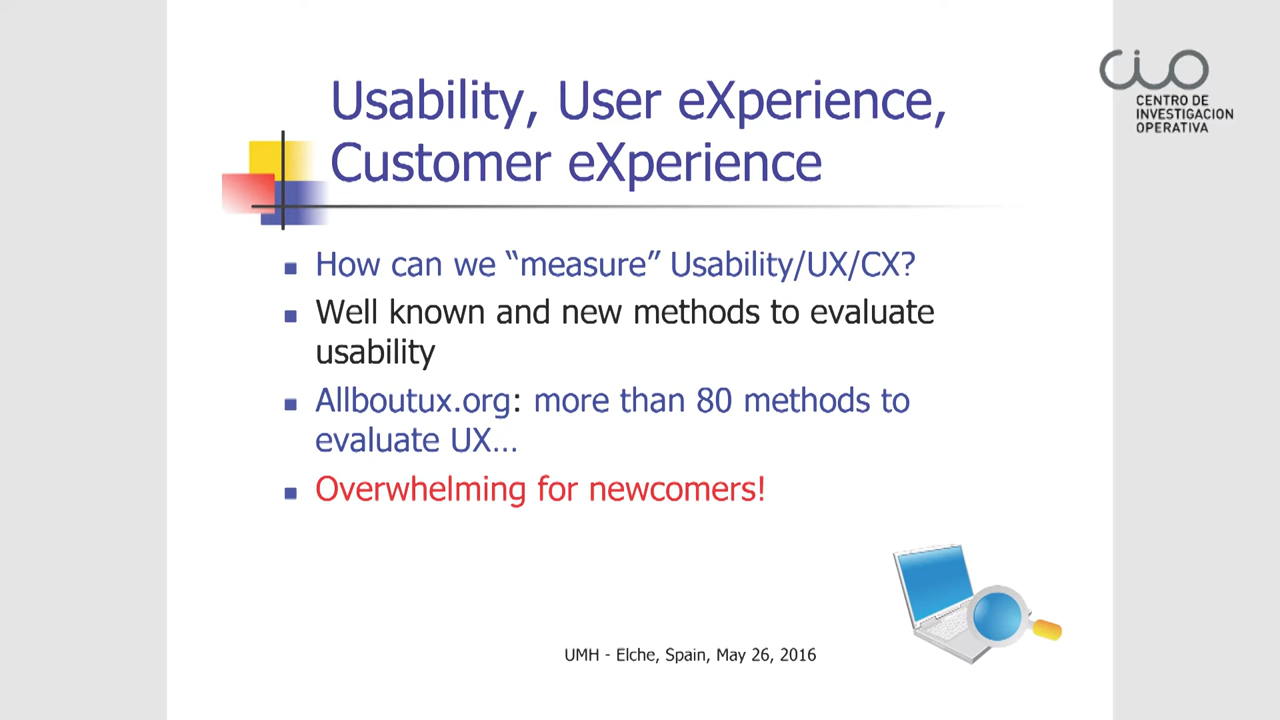 Usability, User eXperience,
Customer eXperience
CIO
CENTRO DE
INVESTIGACION
OPERATIVA
How can we “measure” Usability/UX/CX?
Well known and new methods to evaluate
usability
Allboutux.org: more than 80 methods to
evaluate UX…
Overwhelming for newcomers!
UMH - Elche, Spain, May 26, 2016